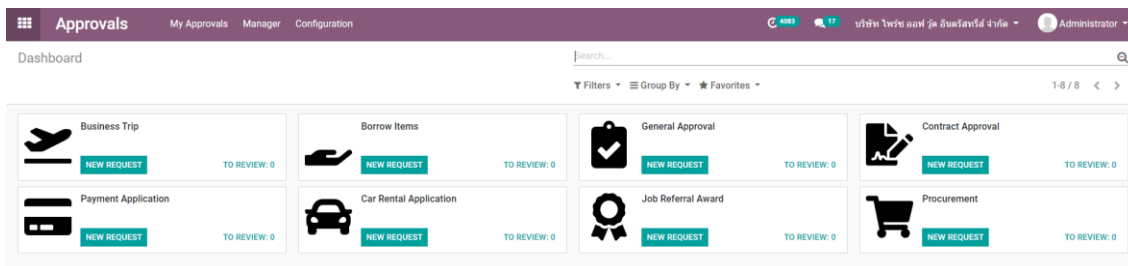 Approvals My Approvals Manager Configuration 4083 17 บริษัท ไพร์ซ ออฟ วู้ด อินดรัสทรีส์ จำกัด Administrator
Dashboard Search...
Filters Group By Favorites 1-8 / 8
Business Trip Borrow Items General Approval Contract Approval
NEW REQUEST TO REVIEW: 0 NEW REQUEST TO REVIEW: 0 NEW REQUEST TO REVIEW: 0 NEW REQUEST TO REVIEW: 0
Payment Application Car Rental Application Job Referral Award Procurement
NEW REQUEST TO REVIEW: 0 NEW REQUEST TO REVIEW: 0 NEW REQUEST TO REVIEW: 0 NEW REQUEST TO REVIEW: 0